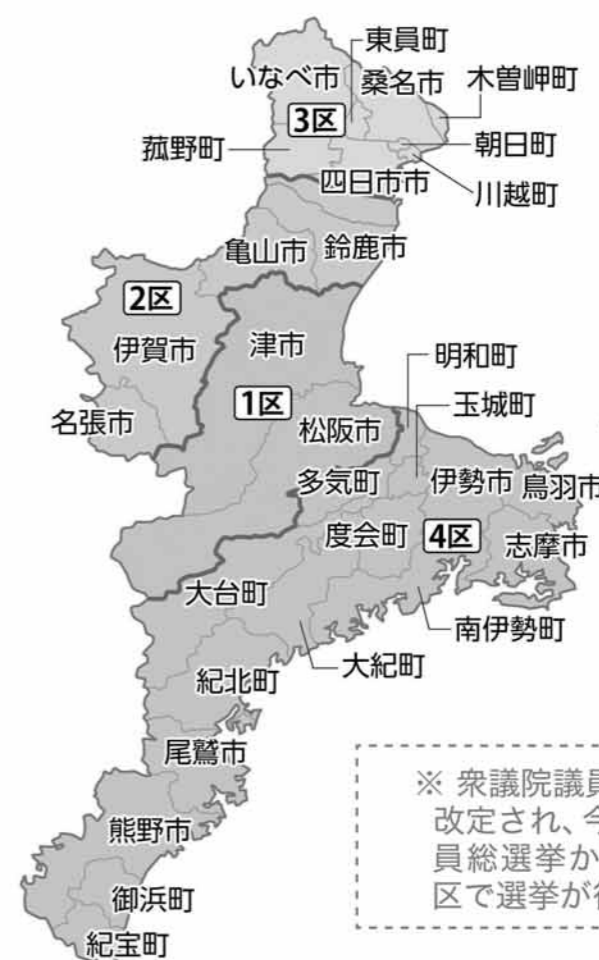 東員町
いなべ市
桑名市
木曽岬町
3区
菰野町
朝日町
四日市市
川越町
亀山市
鈴鹿市
2区
伊賀市
津市
明和町
1区
玉城町
名張市
松阪市
多気町
伊勢市
鳥羽市
度会町
4区
志摩市
大台町
南伊勢町
大紀町
紀北町
尾鷲市
熊野市
御浜町
紀宝町
※ 衆議院議員
改定され、今
員総選挙か
区で選挙が